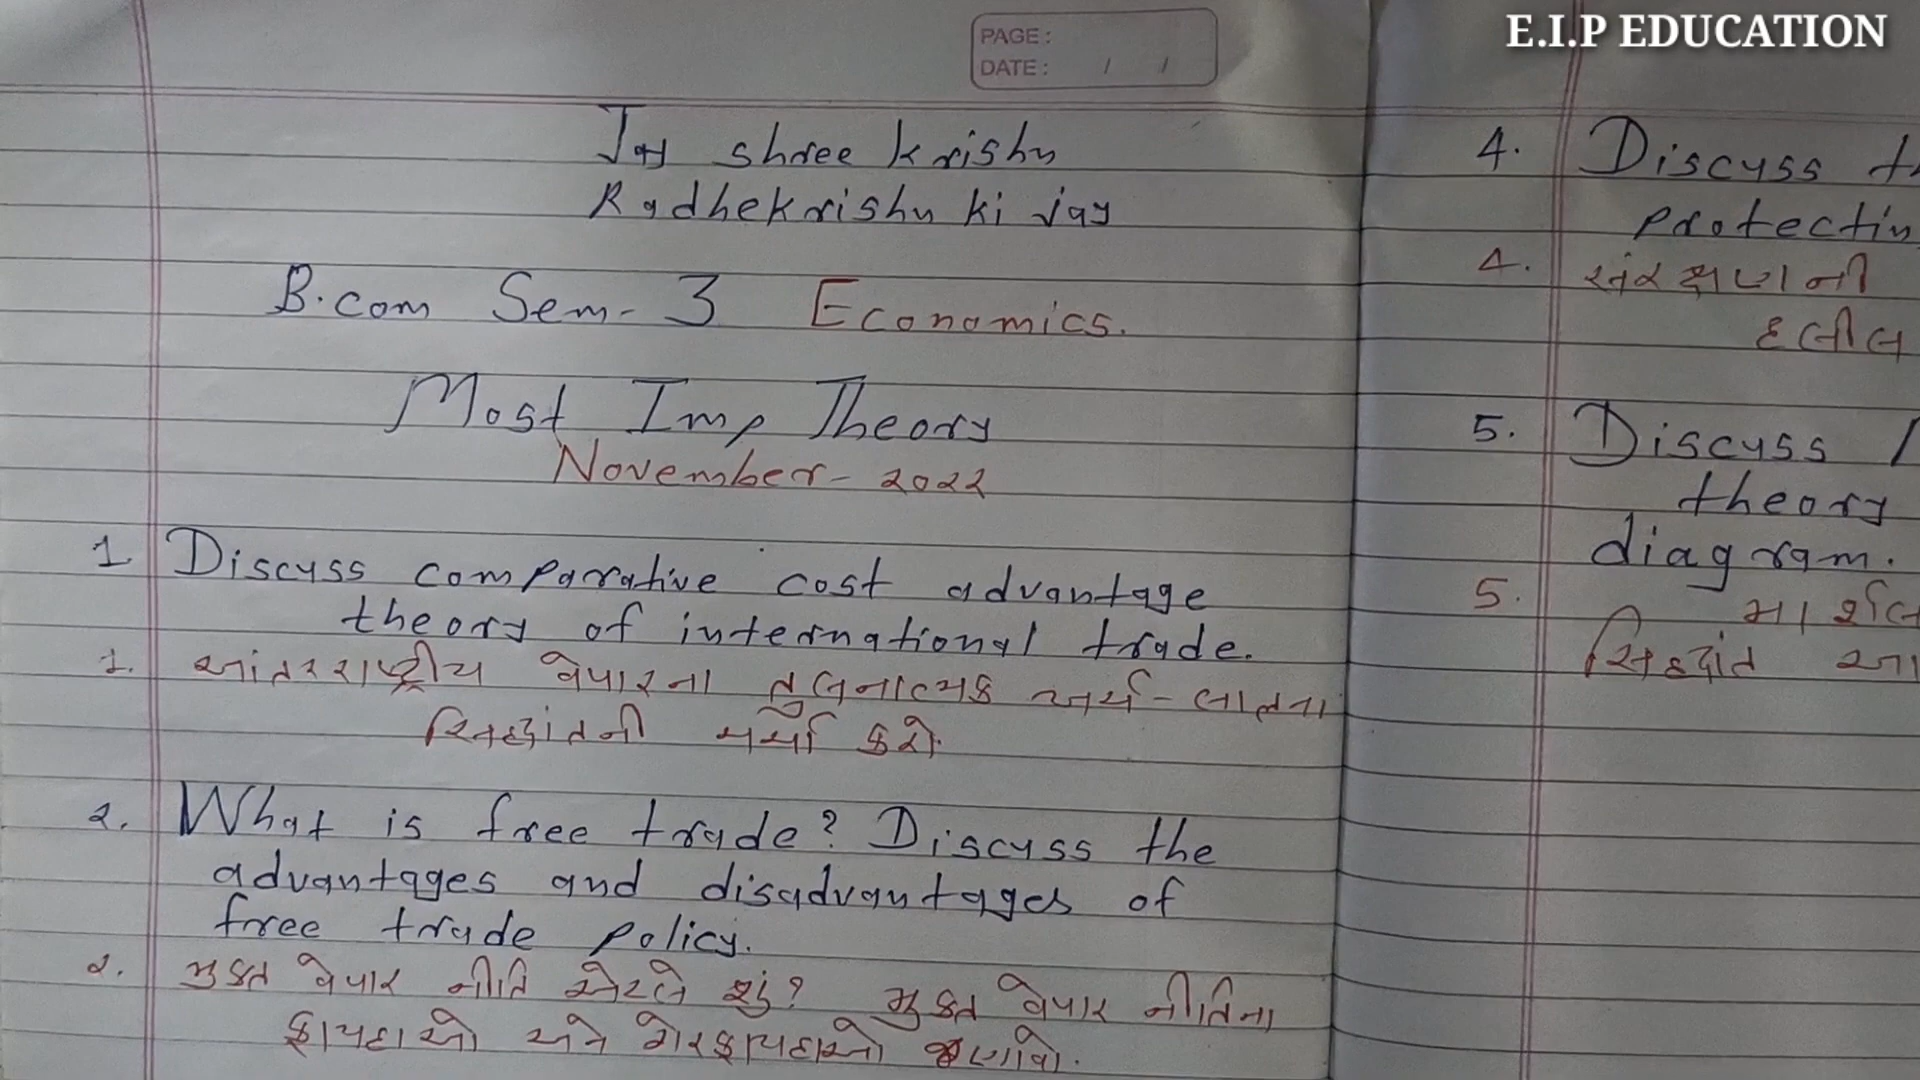 E.I.P EDUCATION
PAGE :
DATE : / /
Jay shree krishn
Radhekrishn ki jay
B.com Sem-3 Economics.
Most Imp Theory
November-2022
1 Discuss comparative cost advantage
theory of international trade.
1. આંતરરાષ્ટ્રીય વેપારના તુલનાત્મક ખર્ચ-લાભના
સિદ્ધાંતની ચર્ચા કરો.
2. What is free trade? Discuss the
advantages and disadvantages of
free trade policy.
2. મુક્ત વેપાર નીતિ એટલે શું? મુક્ત વેપાર નીતિના
ફાયદાઓ અને ગેરફાયદાઓ જણાવો.
4. Discuss
protectin
4. સંરક્ષણની
દલીલ
5. Discuss
theory
diagram.
5. માર્શલ
સિદ્ધાંત